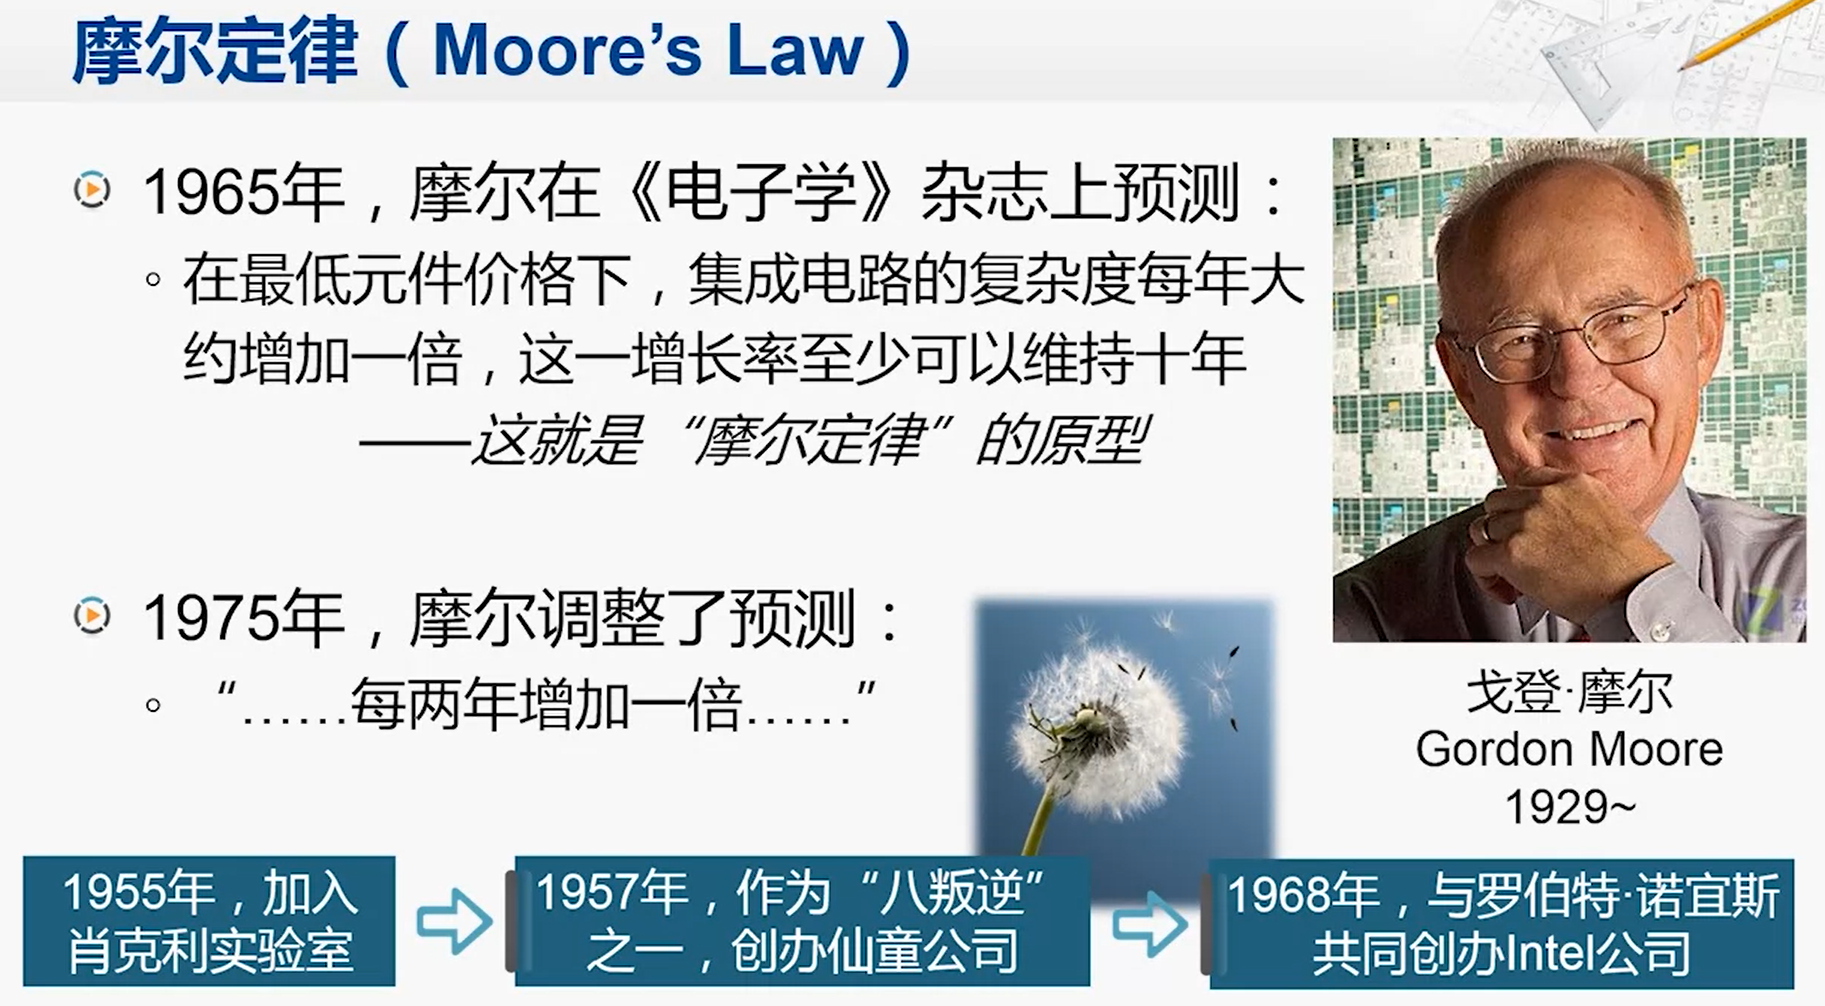 摩尔定律（Moore’s Law）
1965年，摩尔在《电子学》杂志上预测：
在最低元件价格下，集成电路的复杂度每年大
约增加一倍，这一增长率至少可以维持十年
——这就是“摩尔定律”的原型
1975年，摩尔调整了预测：
“……每两年增加一倍……”
戈登·摩尔
Gordon Moore
1929~
1955年，加入
肖克利实验室
1957年，作为“八叛逆”
之一，创办仙童公司
1968年，与罗伯特·诺宜斯
共同创办Intel公司